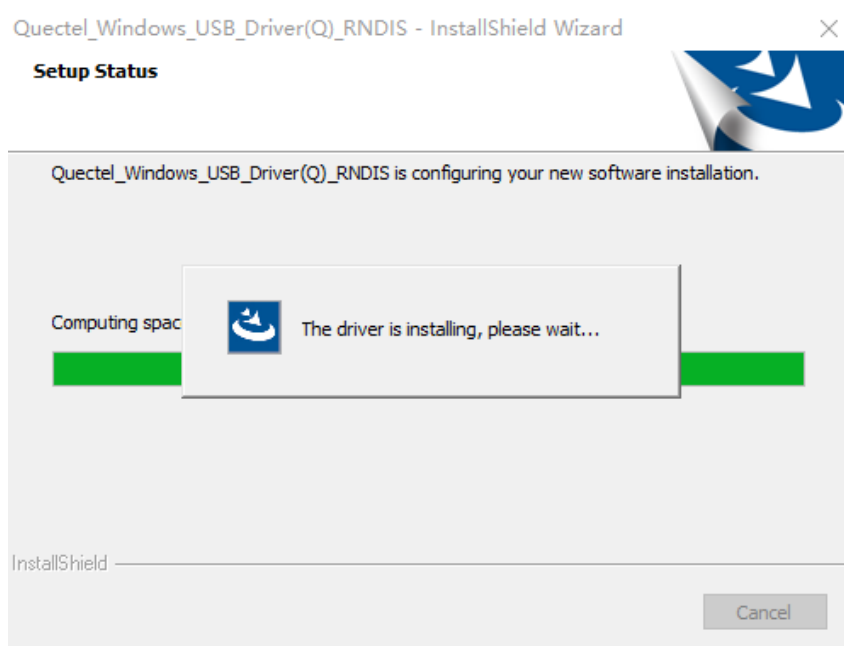 Quectel_Windows_USB_Driver(Q)_RNDIS - InstallShield Wizard
Setup Status
Quectel_Windows_USB_Driver(Q)_RNDIS is configuring your new software installation.
Computing spac
The driver is installing, please wait...
InstallShield
Cancel